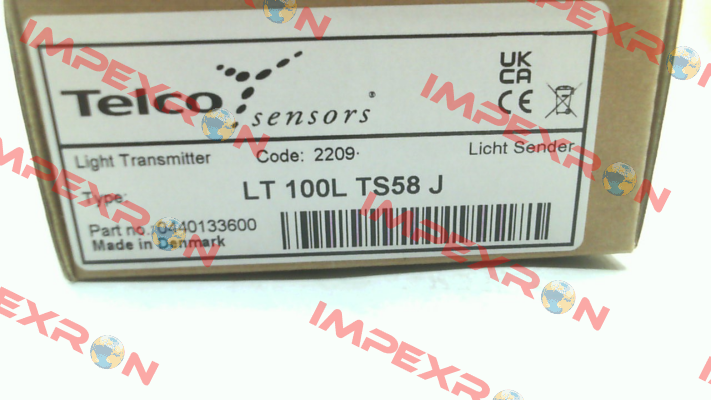 Telco sensors®
UK
CA
CE
Light Transmitter Code: 2209 Licht Sender
Type: LT 100L TS58 J
Part no.: 0440133600
Made in Denmark
IMPEXRON
IMPEXRON
IMPEXRON
IMPEXRON
IMPEXRON
IMPEXRON
IMPEXRON